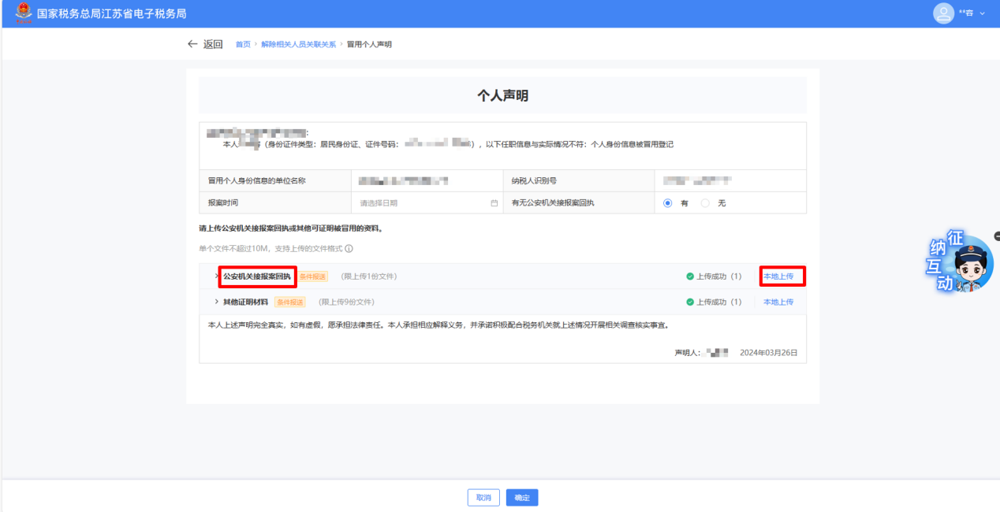 国家税务总局江苏省电子税务局
**容
返回 首页 › 解除相关人员关联关系 › 冒用个人声明
个人声明
:
本人 (身份证件类型：居民身份证、证件号码： ），以下任职信息与实际情况不符：个人身份信息被冒用登记
冒用个人身份信息的单位名称 纳税人识别号
报案时间 请选择日期 有无公安机关接报案回执 有 无
请上传公安机关接报案回执或其他可证明被冒用的资料。
单个文件不超过10M，支持上传的文件格式
公安机关接报案回执 条件报送 （限上传1份文件） 上传成功（1） 本地上传
其他证明材料 条件报送 （限上传9份文件） 上传成功（1） 本地上传
本人上述声明完全真实，如有虚假，愿承担法律责任。本人承担相应解释义务，并承诺积极配合税务机关就上述情况开展相关调查核实事宜。
声明人： 2024年03月26日
征纳互动
取消 确定